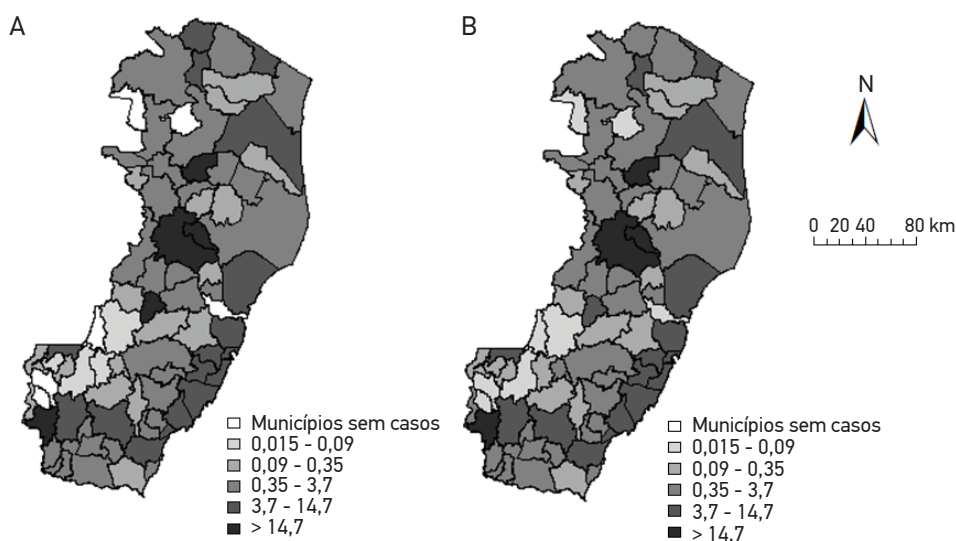 A
B
N
0 20 40 80 km
Municípios sem casos
0,015 - 0,09
0,09 - 0,35
0,35 - 3,7
3,7 - 14,7
> 14,7
Municípios sem casos
0,015 - 0,09
0,09 - 0,35
0,35 - 3,7
3,7 - 14,7
> 14,7